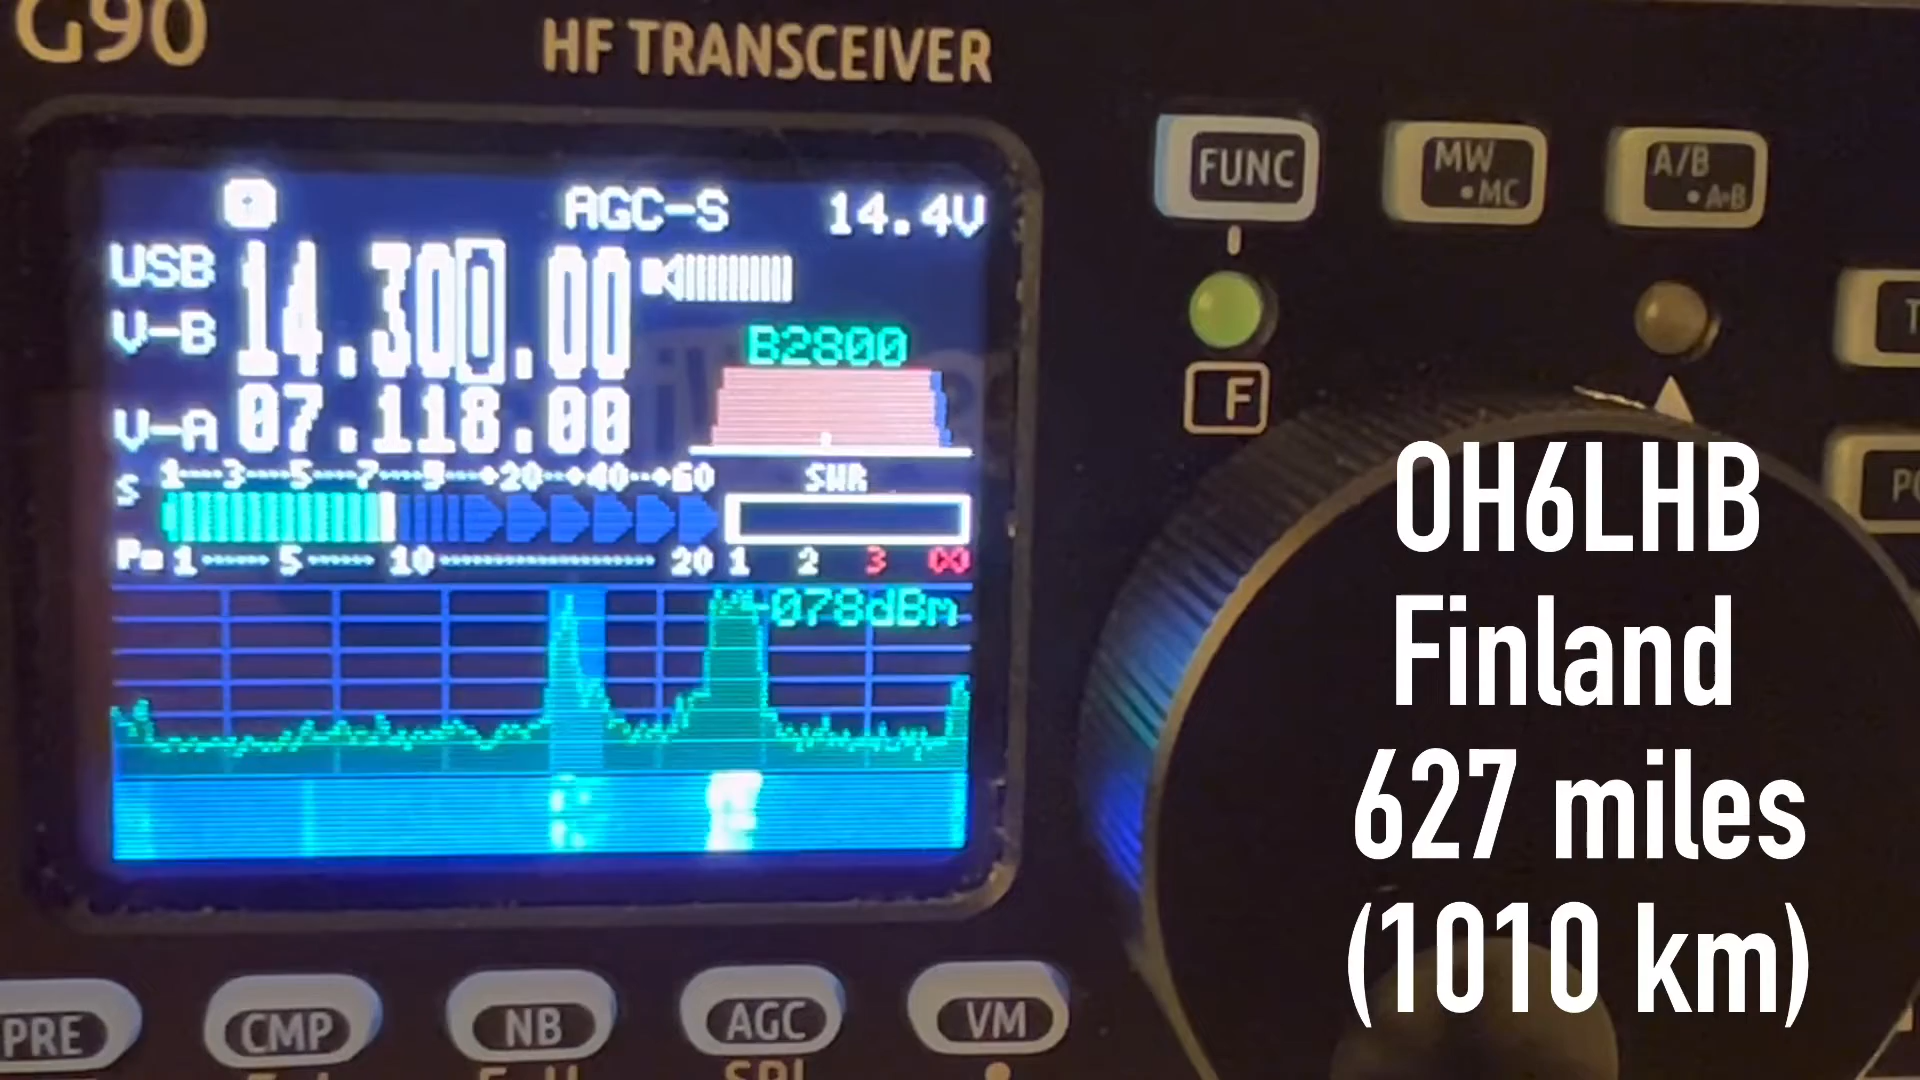 G90
HF TRANSCEIVER
FUNC
MW
•MC
A/B
•A=B
AGC-S
14.4V
USB
14.300.00
V-B
B2800
V-A
07.118.00
F
S
1 3 5 7 9 +20 +40 +60
SWR
Po
1 5 10 20
1 2 3 ∞
-078dBm
OH6LHB
Finland
627 miles
(1010 km)
PRE
CMP
NB
AGC
VM